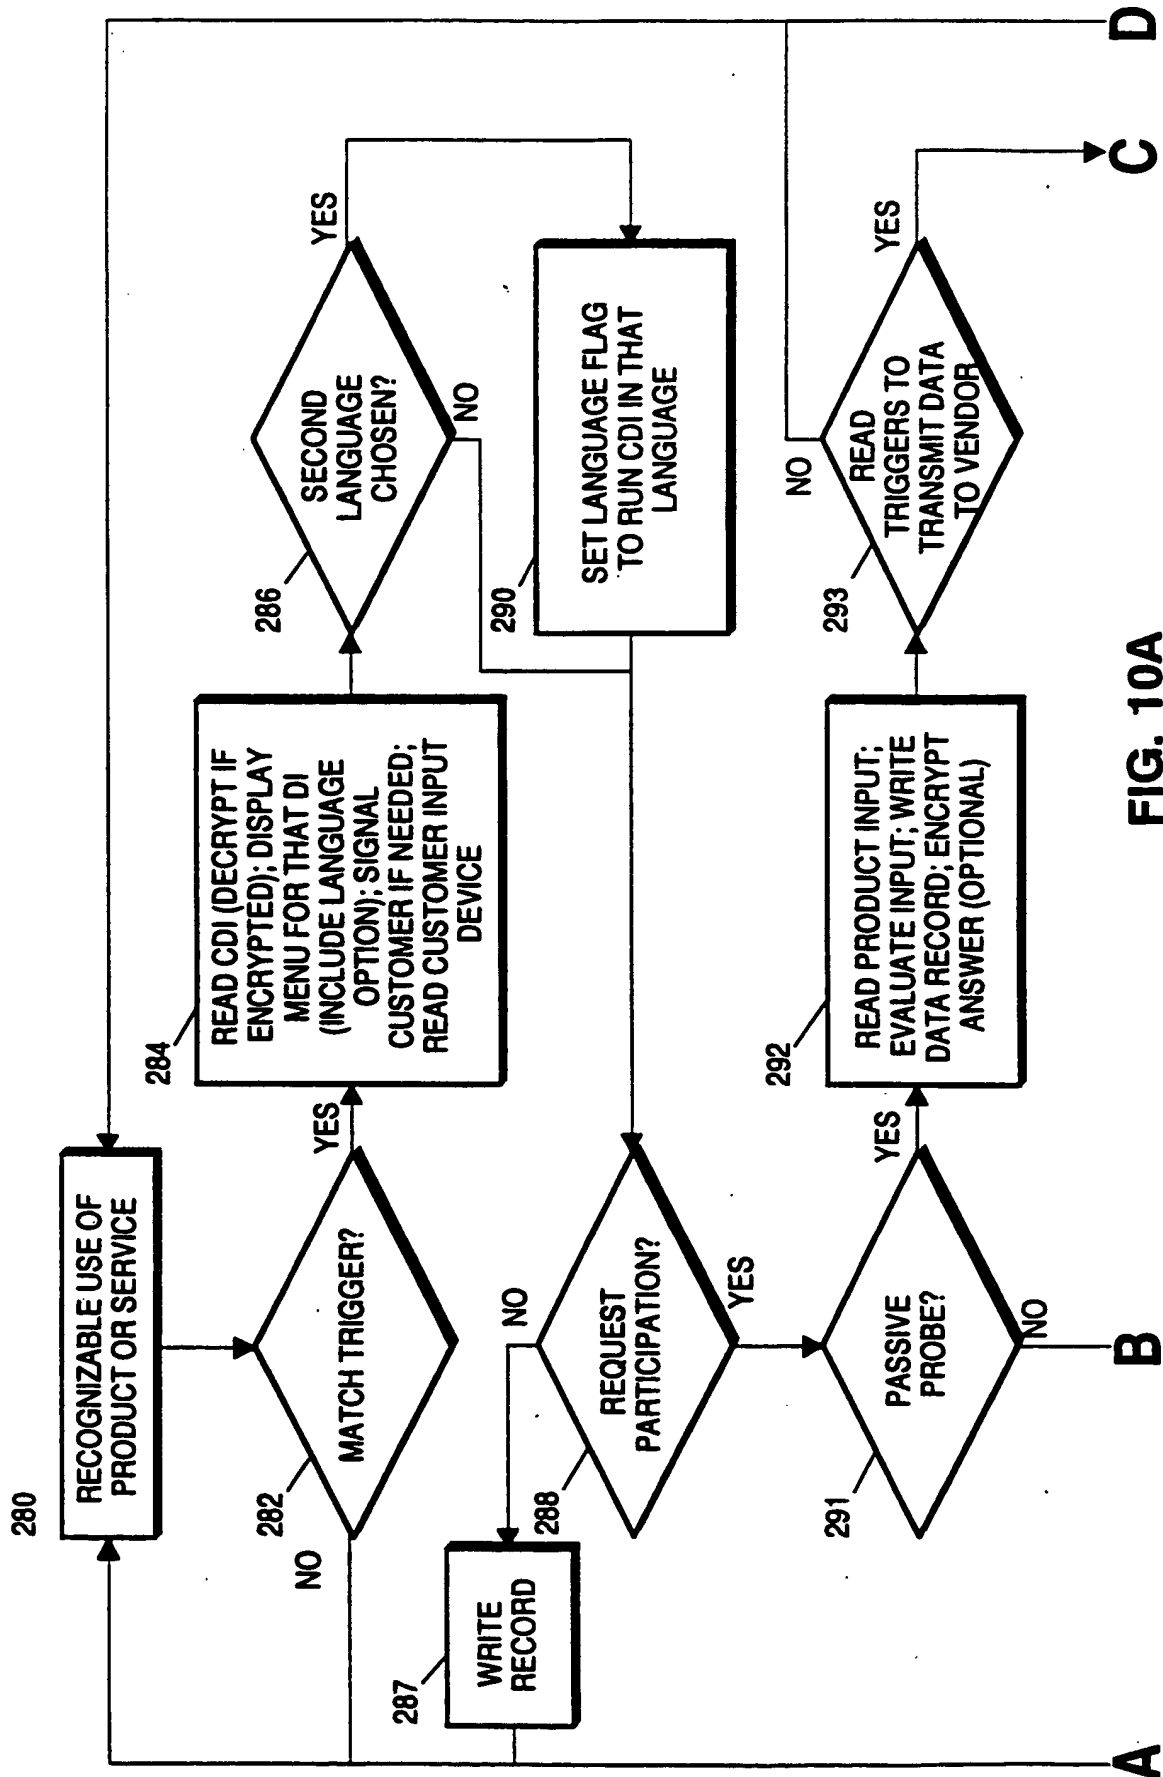 280
RECOGNIZABLE USE OF
PRODUCT OR SERVICE
282
MATCH TRIGGER?
NO
YES
284
READ CDI (DECRYPT IF
ENCRYPTED); DISPLAY
MENU FOR THAT DI
(INCLUDE LANGUAGE
OPTION); SIGNAL
CUSTOMER IF NEEDED;
READ CUSTOMER INPUT
DEVICE
286
SECOND
LANGUAGE
CHOSEN?
YES
NO
290
SET LANGUAGE FLAG
TO RUN CDI IN THAT
LANGUAGE
287
WRITE
RECORD
288
REQUEST
PARTICIPATION?
NO
YES
291
PASSIVE
PROBE?
YES
NO
292
READ PRODUCT INPUT;
EVALUATE INPUT; WRITE
DATA RECORD; ENCRYPT
ANSWER (OPTIONAL)
293
READ
TRIGGERS TO
TRANSMIT DATA
TO VENDOR
NO
YES
A
B
C
D
FIG. 10A